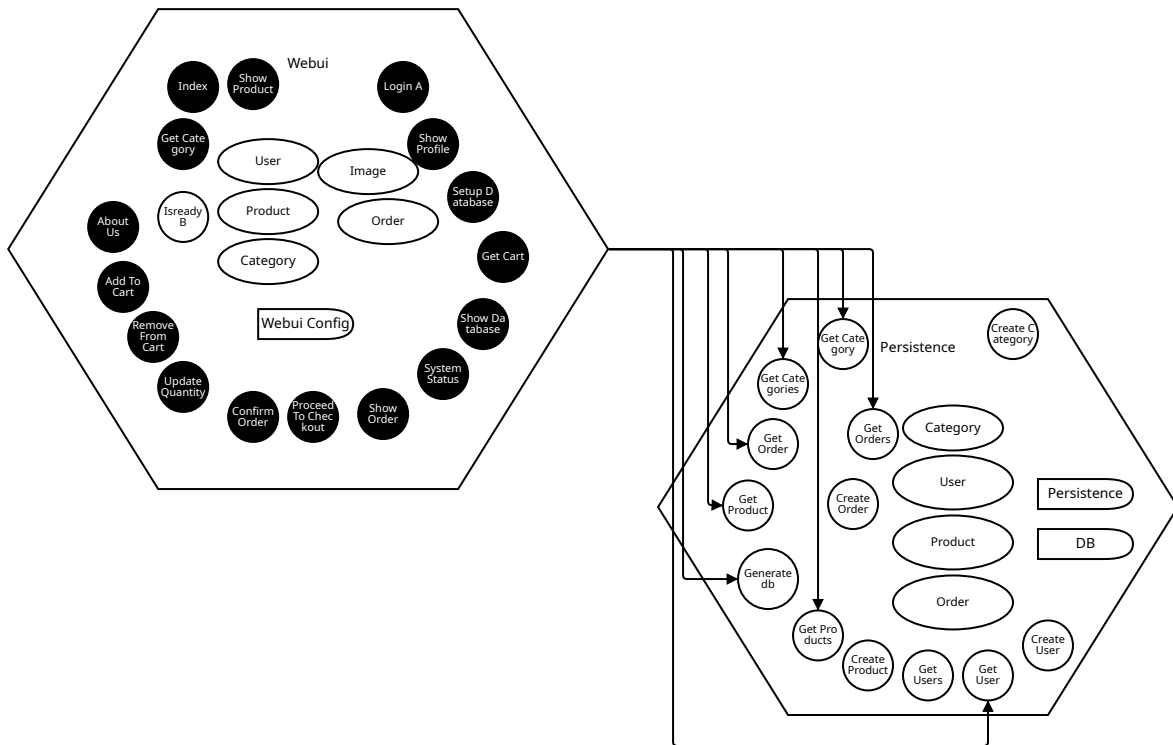 Webui
Index
Show
Product
Login A
Get Cate
gory
Show
Profile
User
Image
Setup D
atabase
Isready
B
Product
Order
About
Us
Category
Get Cart
Add To
Cart
Webui Config
Show Da
tabase
Remove
From
Cart
System
Status
Update
Quantity
Confirm
Order
Proceed
To Chec
kout
Show
Order
Persistence
Get Cate
gory
Create C
ategory
Get Cate
gories
Get
Order
Get
Orders
Category
User
Persistence
Get
Product
Create
Order
Product
DB
Generate
db
Order
Get Pro
ducts
Create
Product
Get
Users
Get
User
Create
User